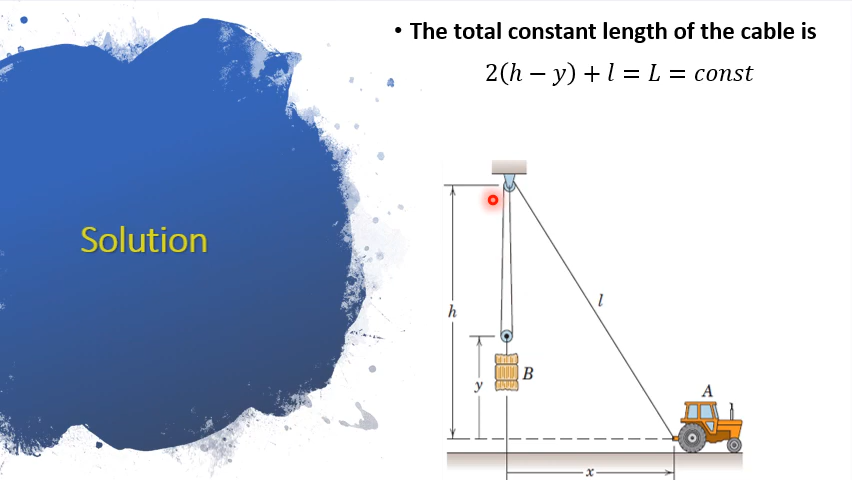 • The total constant length of the cable is
2(h − y) + l = L = const
Solution
l
h
B
y
A
x